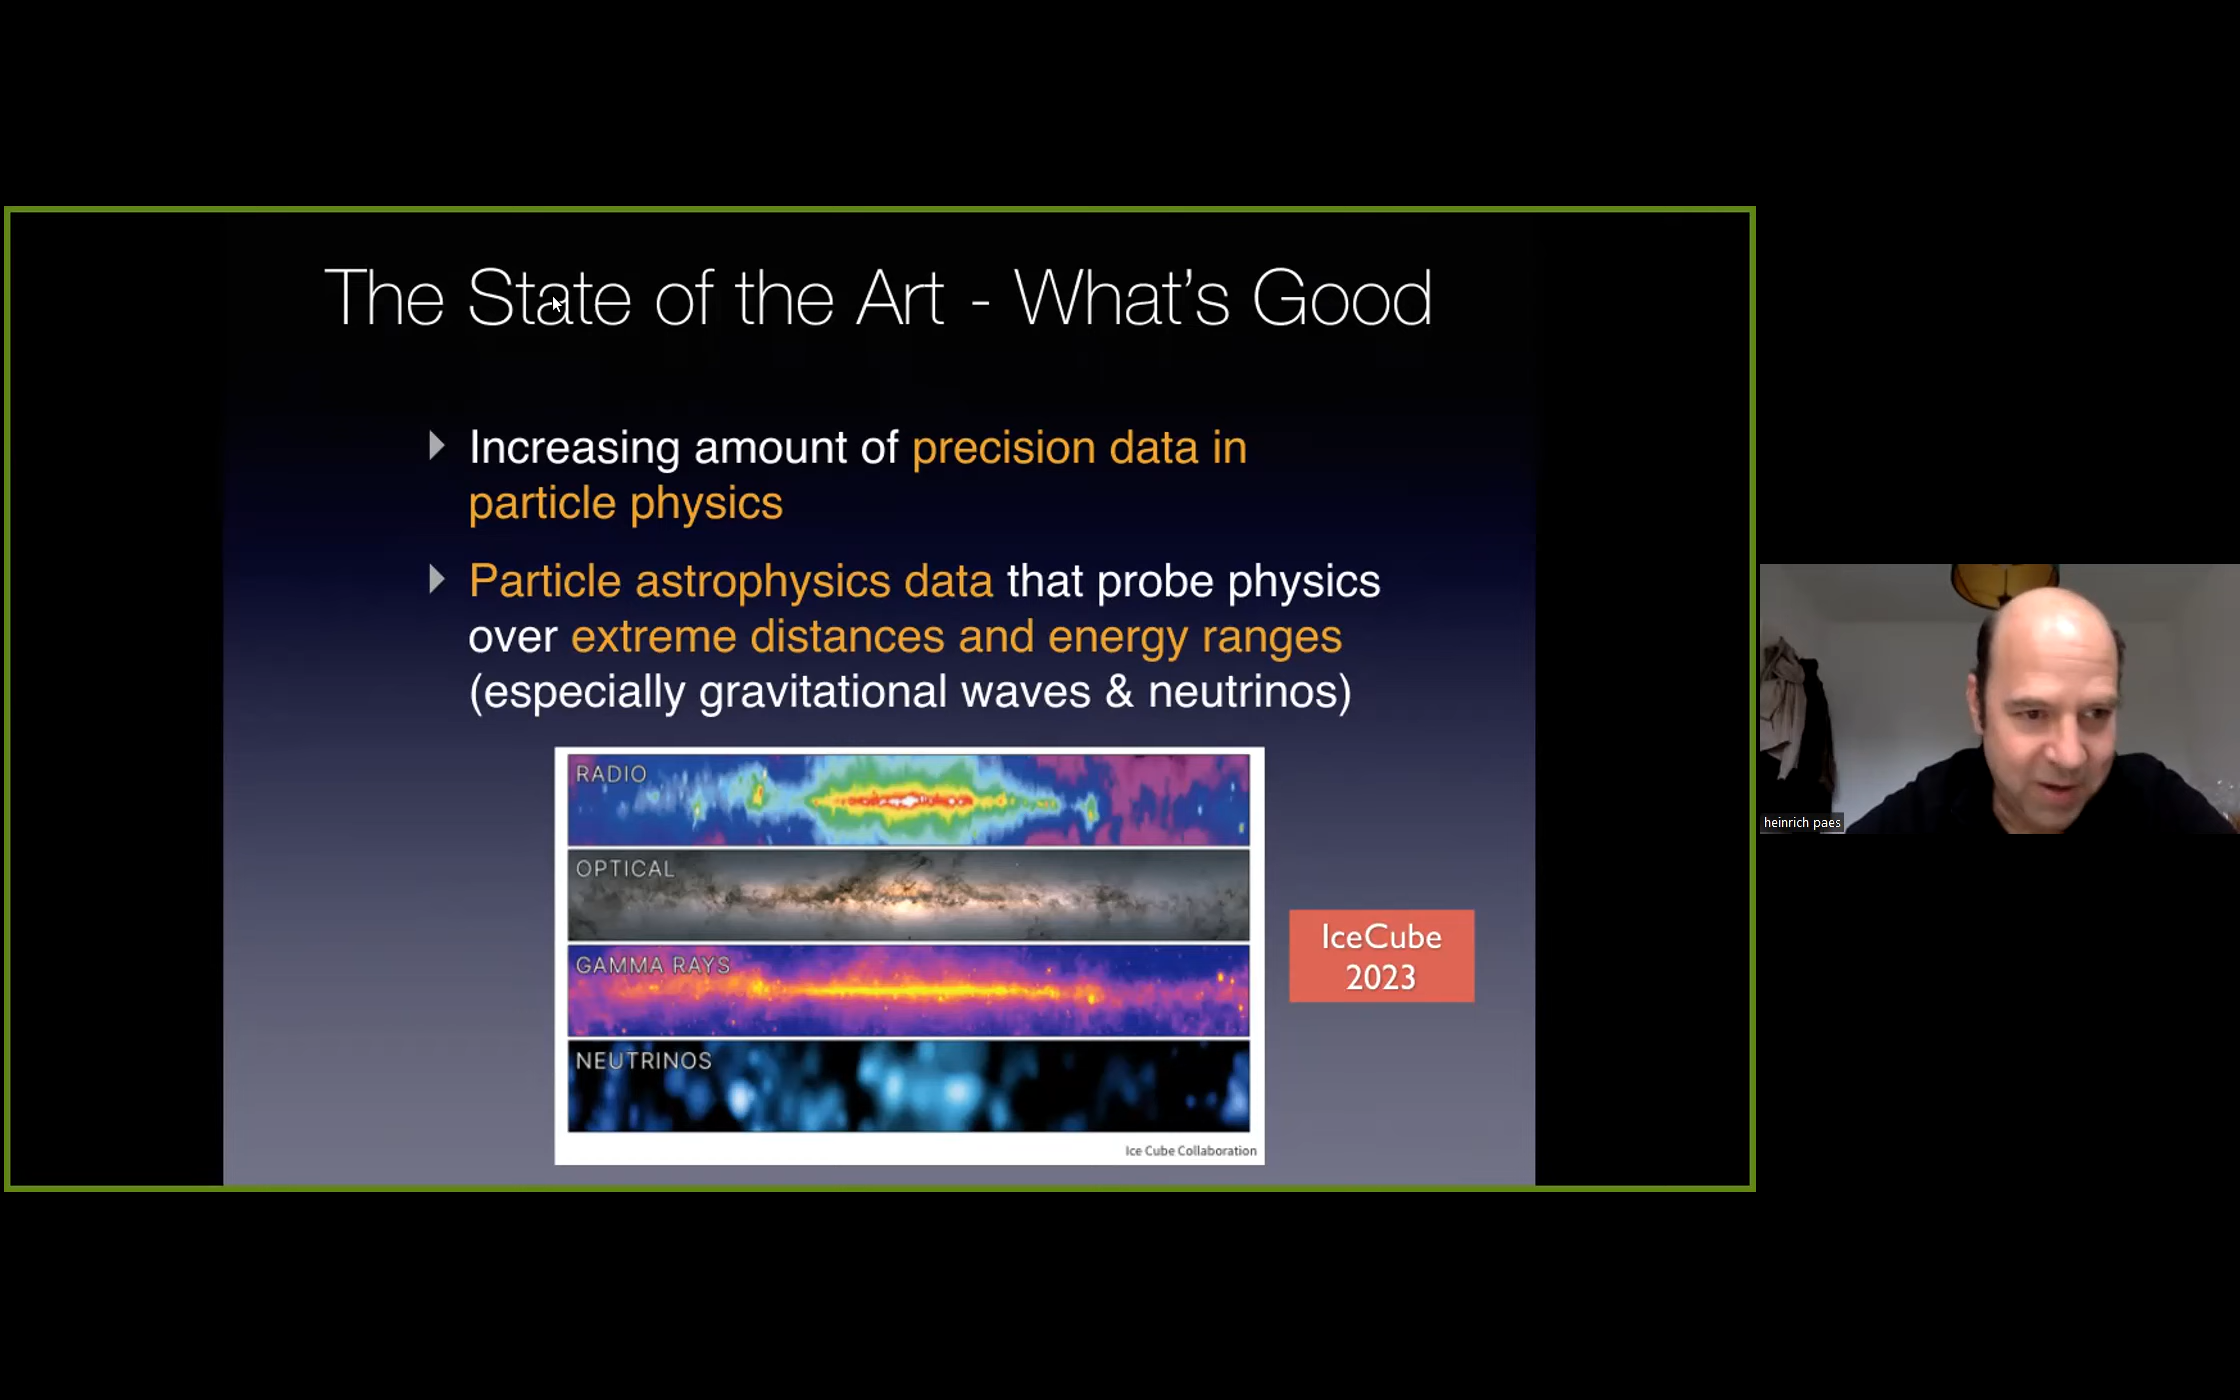 The State of the Art - What's Good
Increasing amount of precision data in
particle physics
Particle astrophysics data that probe physics
over extreme distances and energy ranges
(especially gravitational waves & neutrinos)
RADIO
OPTICAL
GAMMA RAYS
NEUTRINOS
Ice Cube Collaboration
IceCube
2023
heinrich paes